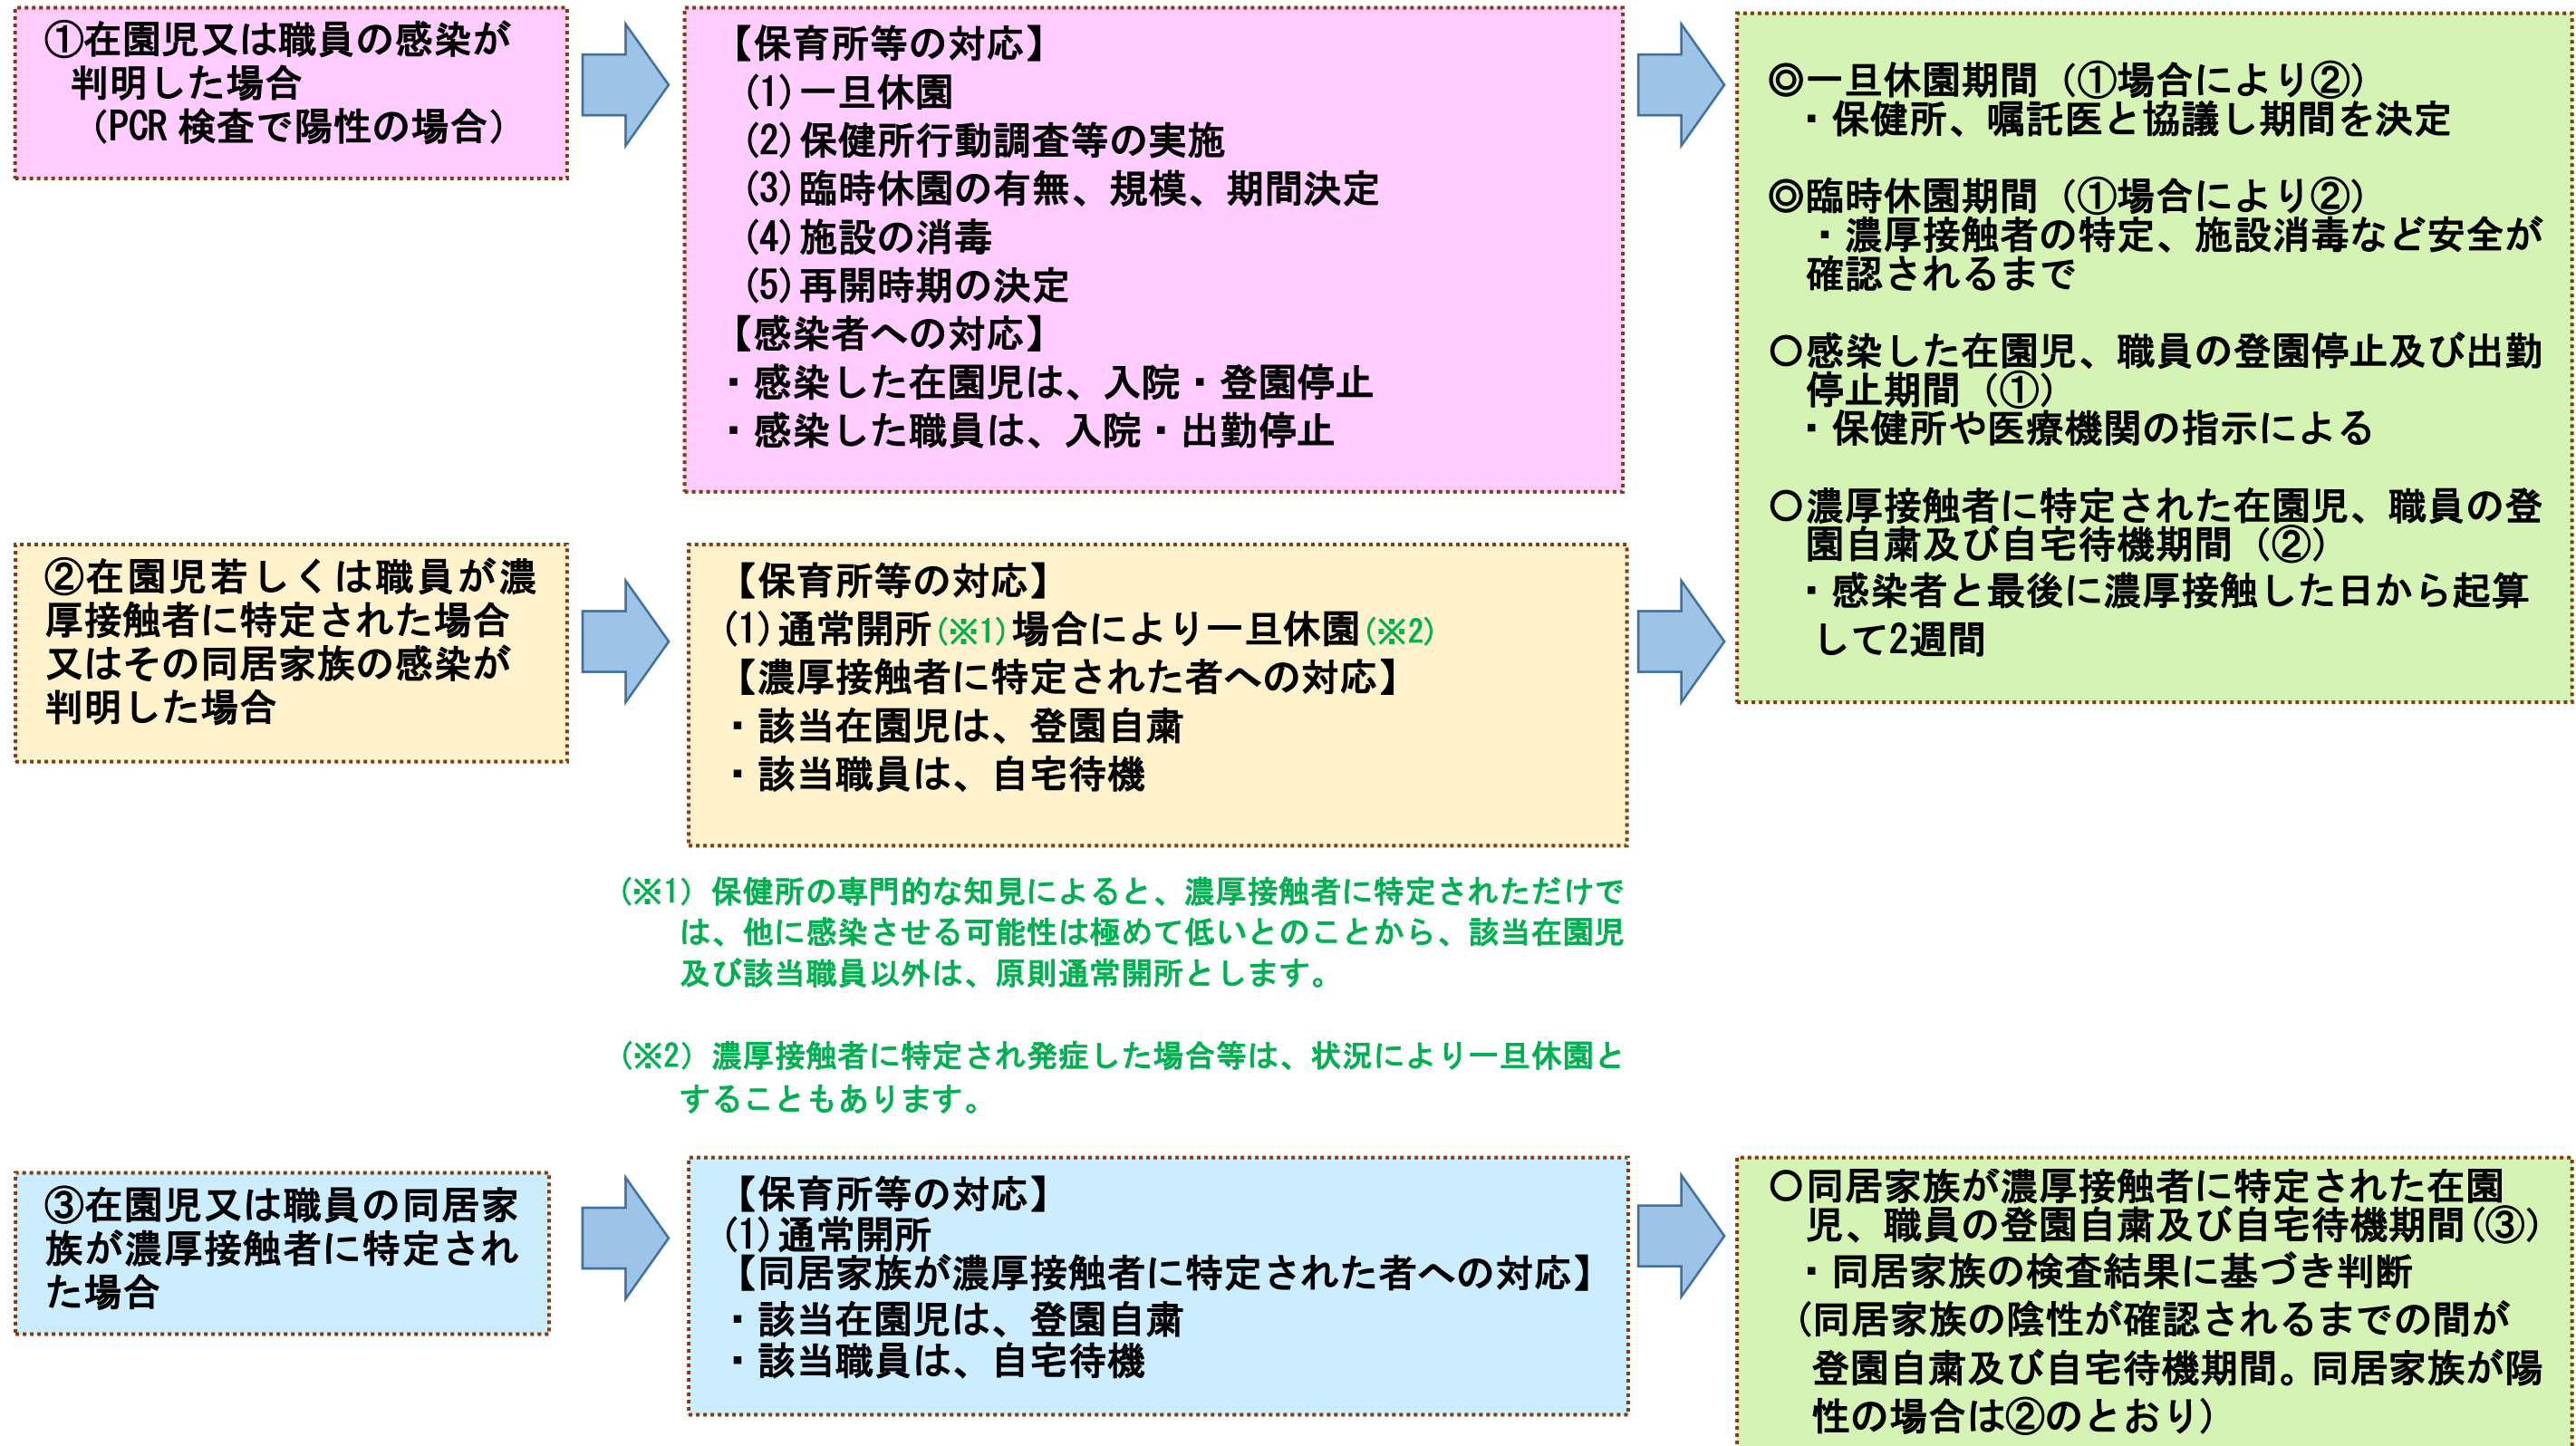 ①在園児又は職員の感染が
判明した場合
（PCR 検査で陽性の場合）
【保育所等の対応】
(1)一旦休園
(2)保健所行動調査等の実施
(3)臨時休園の有無、規模、期間決定
(4)施設の消毒
(5)再開時期の決定
【感染者への対応】
・感染した在園児は、入院・登園停止
・感染した職員は、入院・出勤停止
◎一旦休園期間（①場合により②）
・保健所、嘱託医と協議し期間を決定
◎臨時休園期間（①場合により②）
・濃厚接触者の特定、施設消毒など安全が
確認されるまで
○感染した在園児、職員の登園停止及び出勤
停止期間（①）
・保健所や医療機関の指示による
○濃厚接触者に特定された在園児、職員の登
園自粛及び自宅待機期間（②）
・感染者と最後に濃厚接触した日から起算
して2週間
②在園児若しくは職員が濃
厚接触者に特定された場合
又はその同居家族の感染が
判明した場合
【保育所等の対応】
(1)通常開所(※1)場合により一旦休園(※2)
【濃厚接触者に特定された者への対応】
・該当在園児は、登園自粛
・該当職員は、自宅待機
(※1) 保健所の専門的な知見によると、濃厚接触者に特定されただけで
は、他に感染させる可能性は極めて低いとのことから、該当在園児
及び該当職員以外は、原則通常開所とします。
(※2) 濃厚接触者に特定され発症した場合等は、状況により一旦休園と
することもあります。
③在園児又は職員の同居家
族が濃厚接触者に特定され
た場合
【保育所等の対応】
(1)通常開所
【同居家族が濃厚接触者に特定された者への対応】
・該当在園児は、登園自粛
・該当職員は、自宅待機
○同居家族が濃厚接触者に特定された在園
児、職員の登園自粛及び自宅待機期間(③)
・同居家族の検査結果に基づき判断
(同居家族の陰性が確認されるまでの間が
登園自粛及び自宅待機期間。同居家族が陽
性の場合は②のとおり)